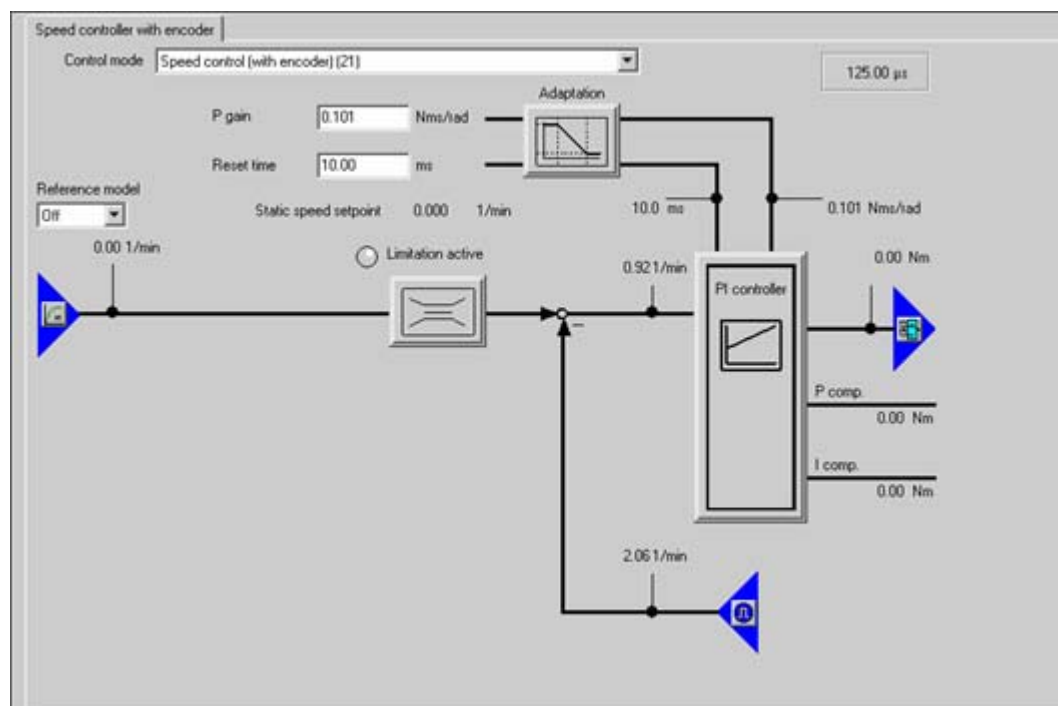 Speed controller with encoder
Control mode Speed control (with encoder) (21)
125.00 µs
Adaptation
P gain 0.101 Nms/rad
Reset time 10.00 ms
Reference model
Off
Static speed setpoint 0.000 1/min
10.0 ms
0.101 Nms/rad
0.00 1/min
Limitation active
0.92 1/min
0.00 Nm
PI controller
P comp.
0.00 Nm
I comp.
0.00 Nm
2.06 1/min